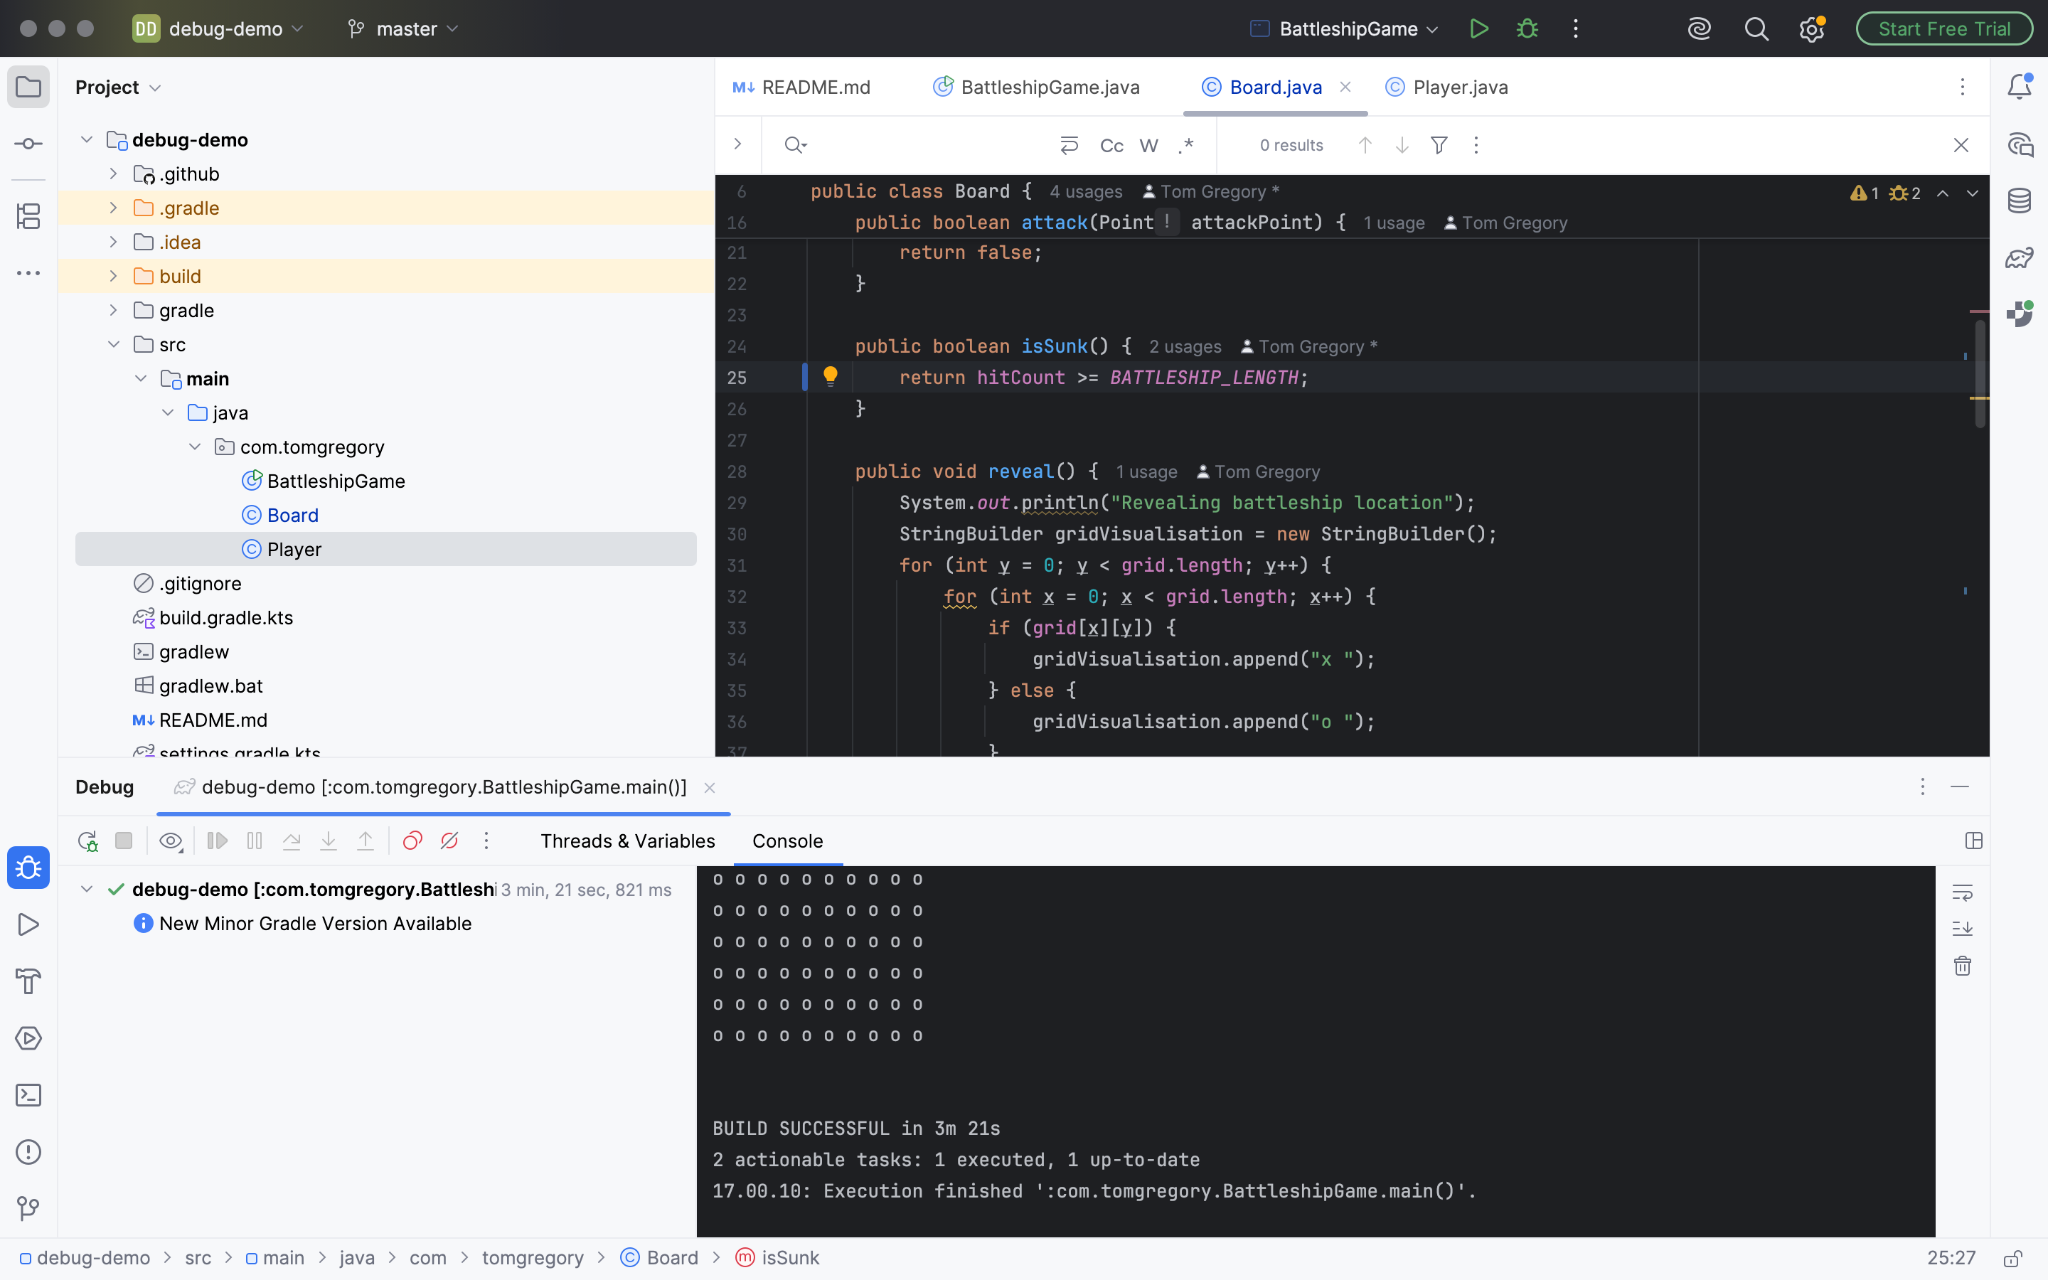 DD debug-demo master BattleshipGame Start Free Trial
Project
debug-demo
.github
.gradle
.idea
build
gradle
src
main
java
com.tomgregory
BattleshipGame
Board
Player
.gitignore
build.gradle.kts
gradlew
gradlew.bat
M↓ README.md
settings.gradle.kts
M↓ README.md BattleshipGame.java Board.java Player.java
Cc W .* 0 results
6 public class Board { 4 usages Tom Gregory * 1 2
16 public boolean attack(Point ! attackPoint) { 1 usage Tom Gregory
21 return false;
22 }
23
24 public boolean isSunk() { 2 usages Tom Gregory *
25 return hitCount >= BATTLESHIP_LENGTH;
26 }
27
28 public void reveal() { 1 usage Tom Gregory
29 System.out.println("Revealing battleship location");
30 StringBuilder gridVisualisation = new StringBuilder();
31 for (int y = 0; y < grid.length; y++) {
32 for (int x = 0; x < grid.length; x++) {
33 if (grid[x][y]) {
34 gridVisualisation.append("x ");
35 } else {
36 gridVisualisation.append("o ");
37 }
Debug debug-demo [:com.tomgregory.BattleshipGame.main()]
Threads & Variables Console
debug-demo [:com.tomgregory.Battleshi 3 min, 21 sec, 821 ms
New Minor Gradle Version Available
o o o o o o o o o o
o o o o o o o o o o
o o o o o o o o o o
o o o o o o o o o o
o o o o o o o o o o
o o o o o o o o o o
BUILD SUCCESSFUL in 3m 21s
2 actionable tasks: 1 executed, 1 up-to-date
17.00.10: Execution finished ':com.tomgregory.BattleshipGame.main()'.
debug-demo > src > main > java > com > tomgregory > Board > isSunk 25:27